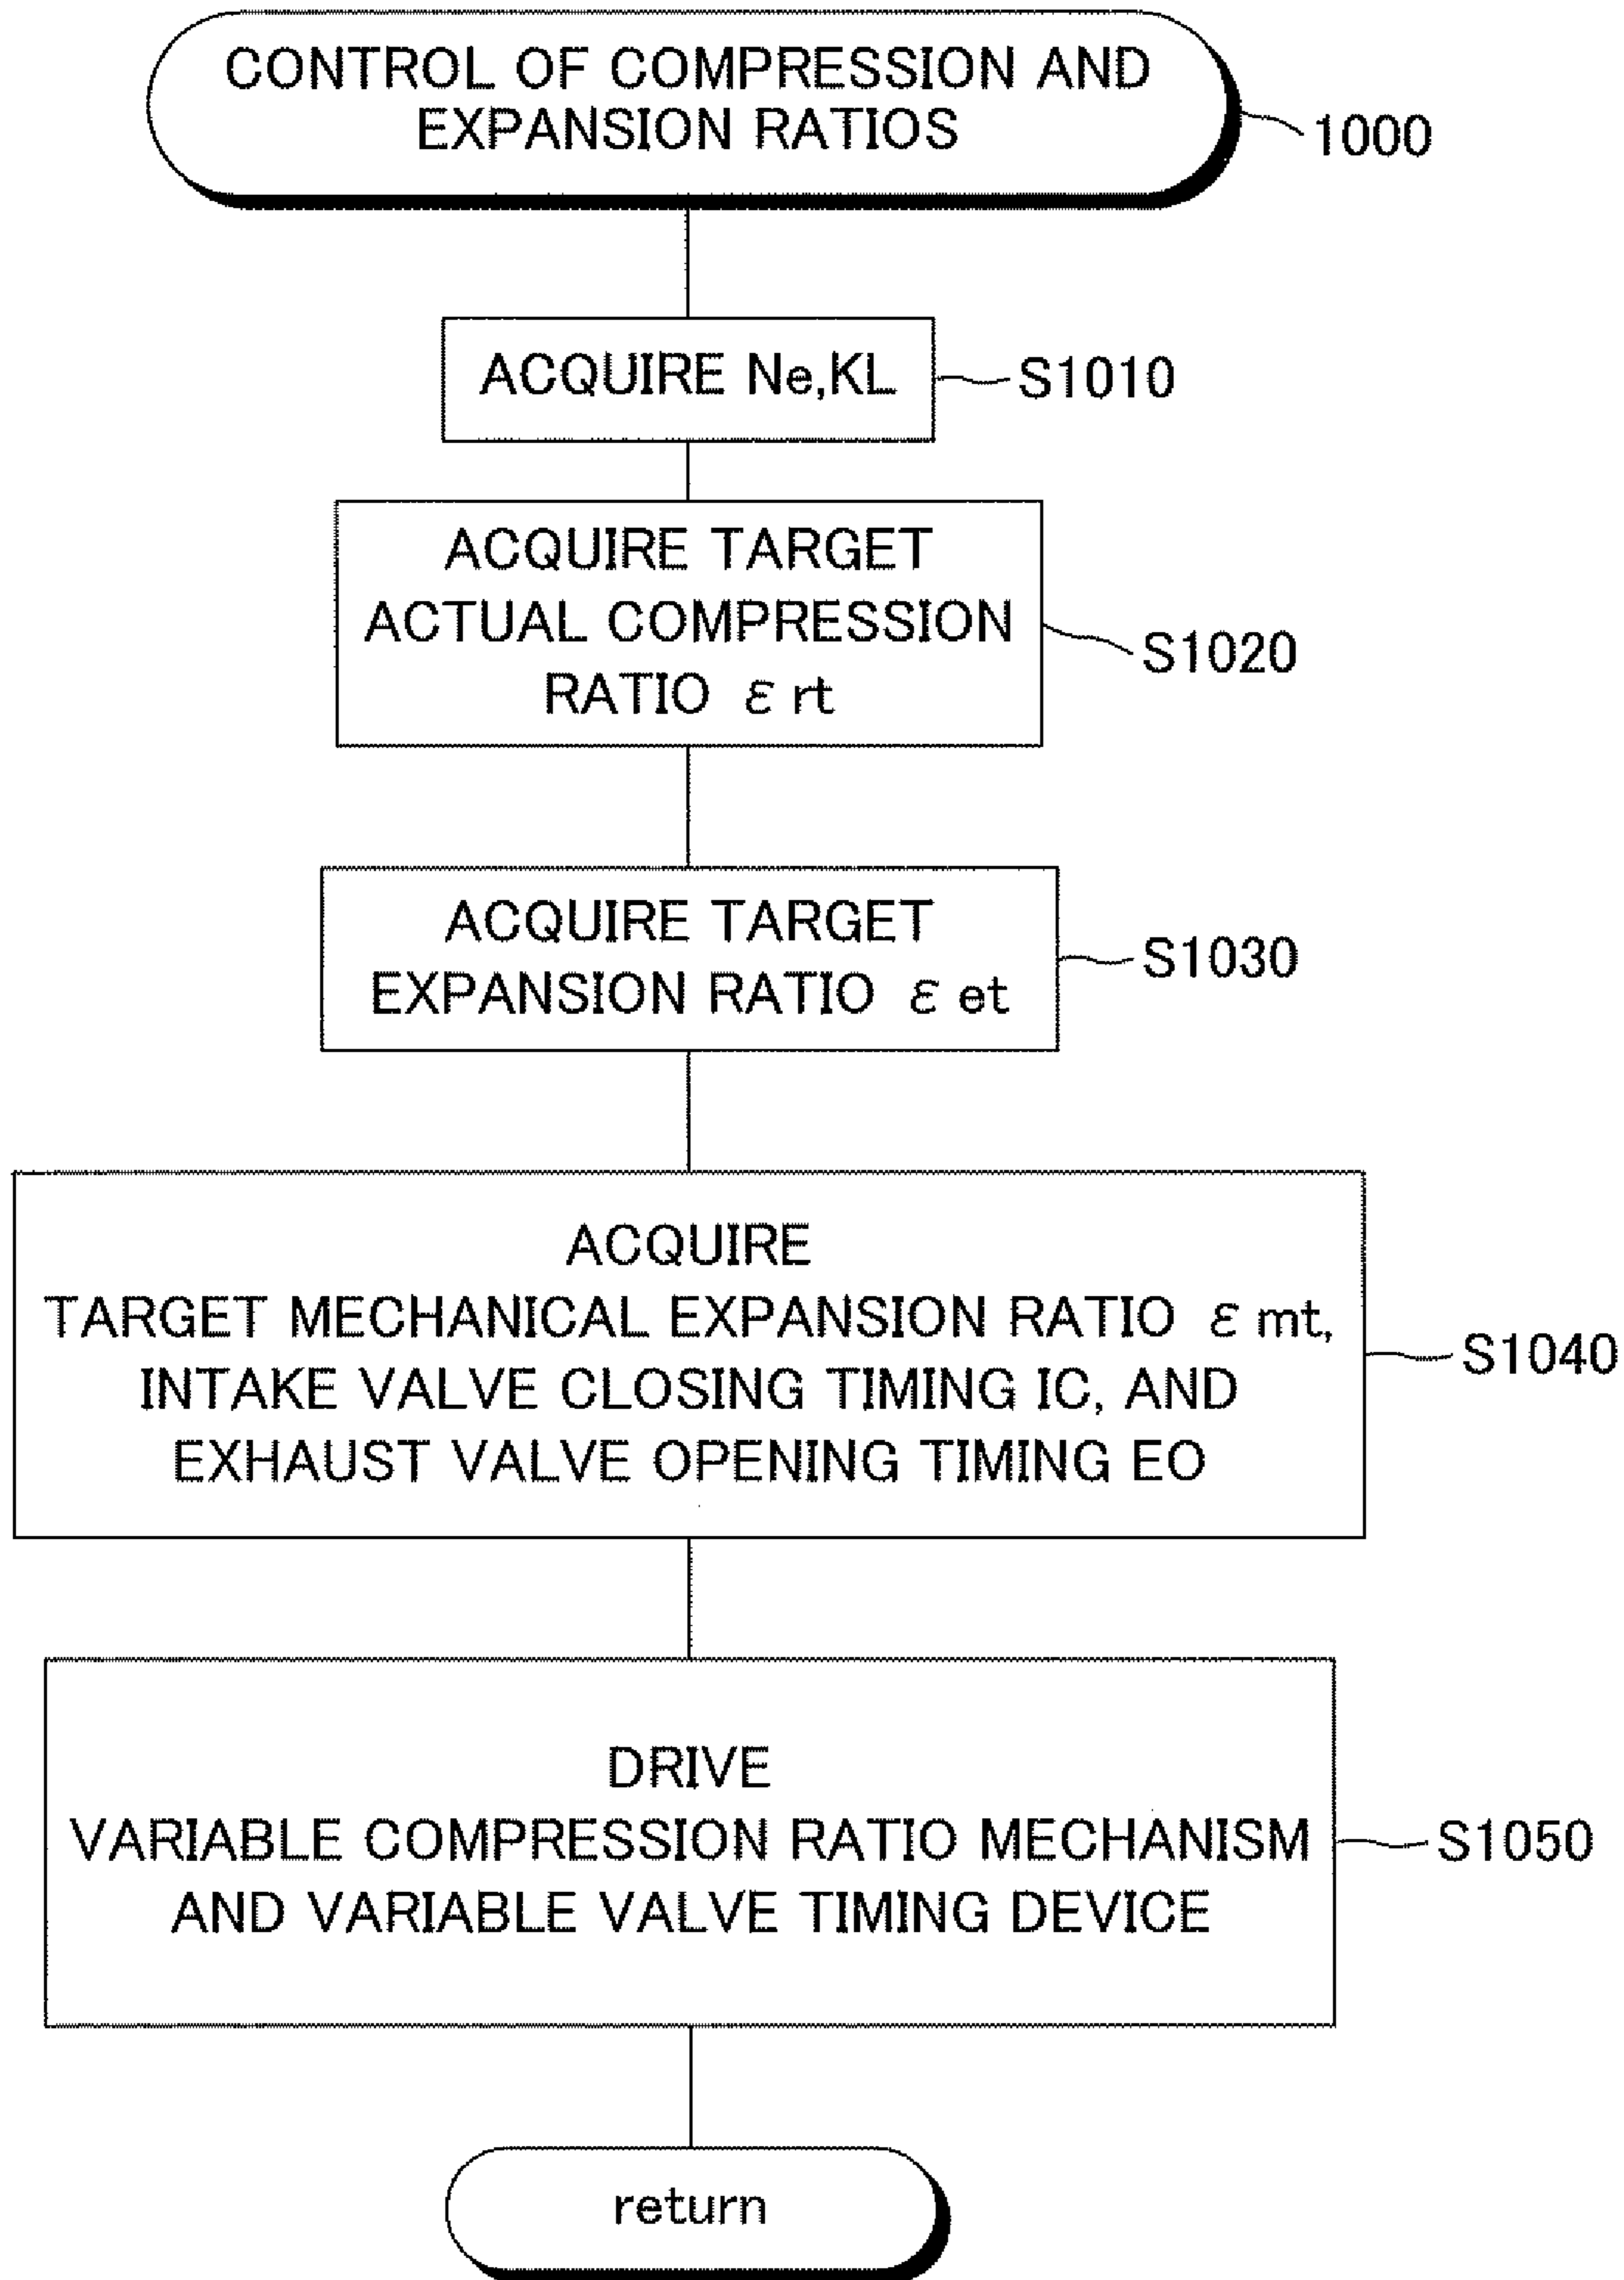 CONTROL OF COMPRESSION AND
EXPANSION RATIOS
1000
ACQUIRE Ne,KL
S1010
ACQUIRE TARGET
ACTUAL COMPRESSION
RATIO ε rt
S1020
ACQUIRE TARGET
EXPANSION RATIO ε et
S1030
ACQUIRE
TARGET MECHANICAL EXPANSION RATIO ε mt,
INTAKE VALVE CLOSING TIMING IC, AND
EXHAUST VALVE OPENING TIMING EO
S1040
DRIVE
VARIABLE COMPRESSION RATIO MECHANISM
AND VARIABLE VALVE TIMING DEVICE
S1050
return